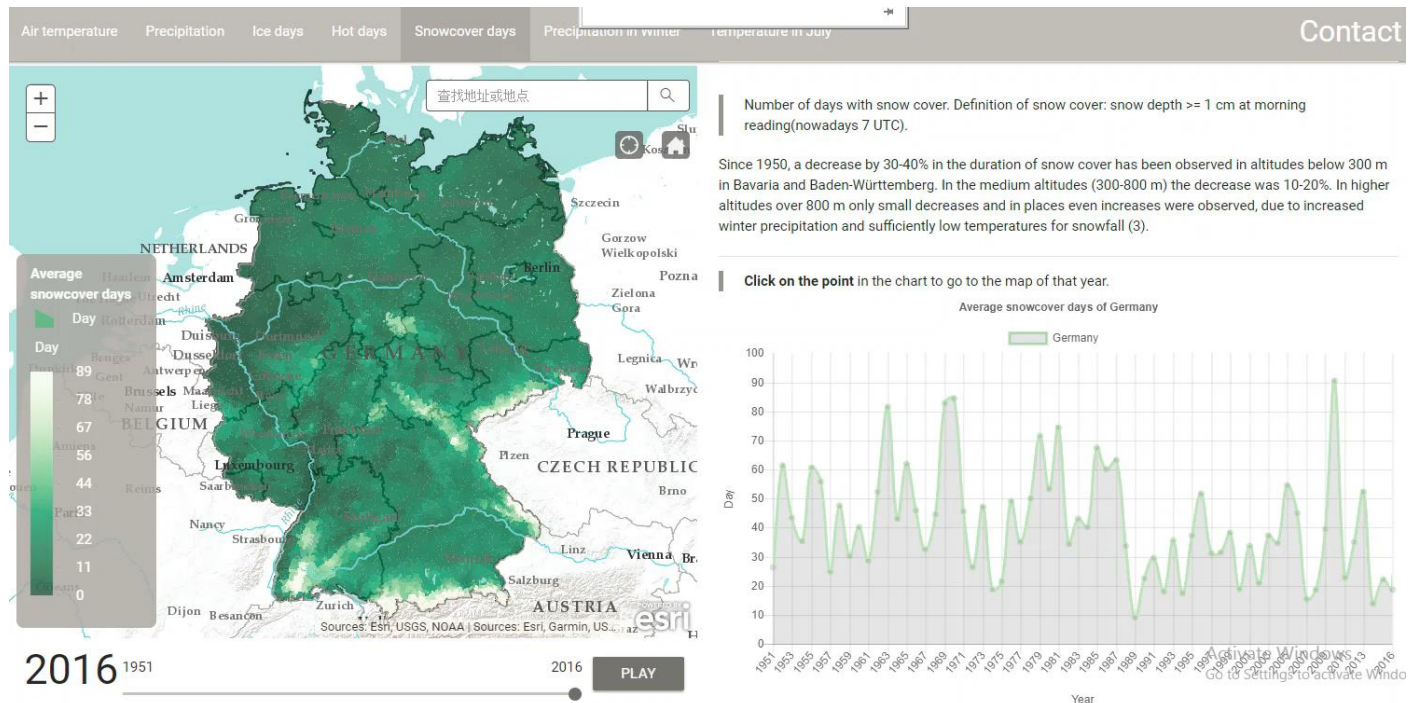 Air temperature
Precipitation
Ice days
Hot days
Snowcover days
Precipitation in Winter
Temperature in July
Contact
+
−
查找地址或地点
Szczecin
Gorzow
Wielkopolski
NETHERLANDS
Amsterdam
Berlin
Pozna
Zielona
Gora
Rhine
Legnica
Walbrzyc
GERMANY
Brussels
BELGIUM
Prague
Plzen
CZECH REPUBLIC
Brno
Luxembourg
Reims
Nancy
Rhine
Strasbourg
Linz
Vienna
Salzburg
Dijon
Besancon
Zurich
AUSTRIA
Average
snowcover days
Day
Day
89
78
67
56
44
33
22
11
0
POWERED BY
esri
Sources: Esri, USGS, NOAA | Sources: Esri, Garmin, US...
2016
1951
2016
PLAY
Number of days with snow cover. Definition of snow cover: snow depth >= 1 cm at morning
reading(nowadays 7 UTC).
Since 1950, a decrease by 30-40% in the duration of snow cover has been observed in altitudes below 300 m
in Bavaria and Baden-Württemberg. In the medium altitudes (300-800 m) the decrease was 10-20%. In higher
altitudes over 800 m only small decreases and in places even increases were observed, due to increased
winter precipitation and sufficiently low temperatures for snowfall (3).
Click on the point in the chart to go to the map of that year.
Average snowcover days of Germany
Germany
100
90
80
70
60
50
40
30
20
10
0
Day
1951
1953
1955
1957
1959
1961
1963
1965
1967
1969
1971
1973
1975
1977
1979
1981
1983
1985
1987
1989
1991
1993
1995
1997
1999
2013
2016
Year
Activate Windows
Go to Settings to activate Windo